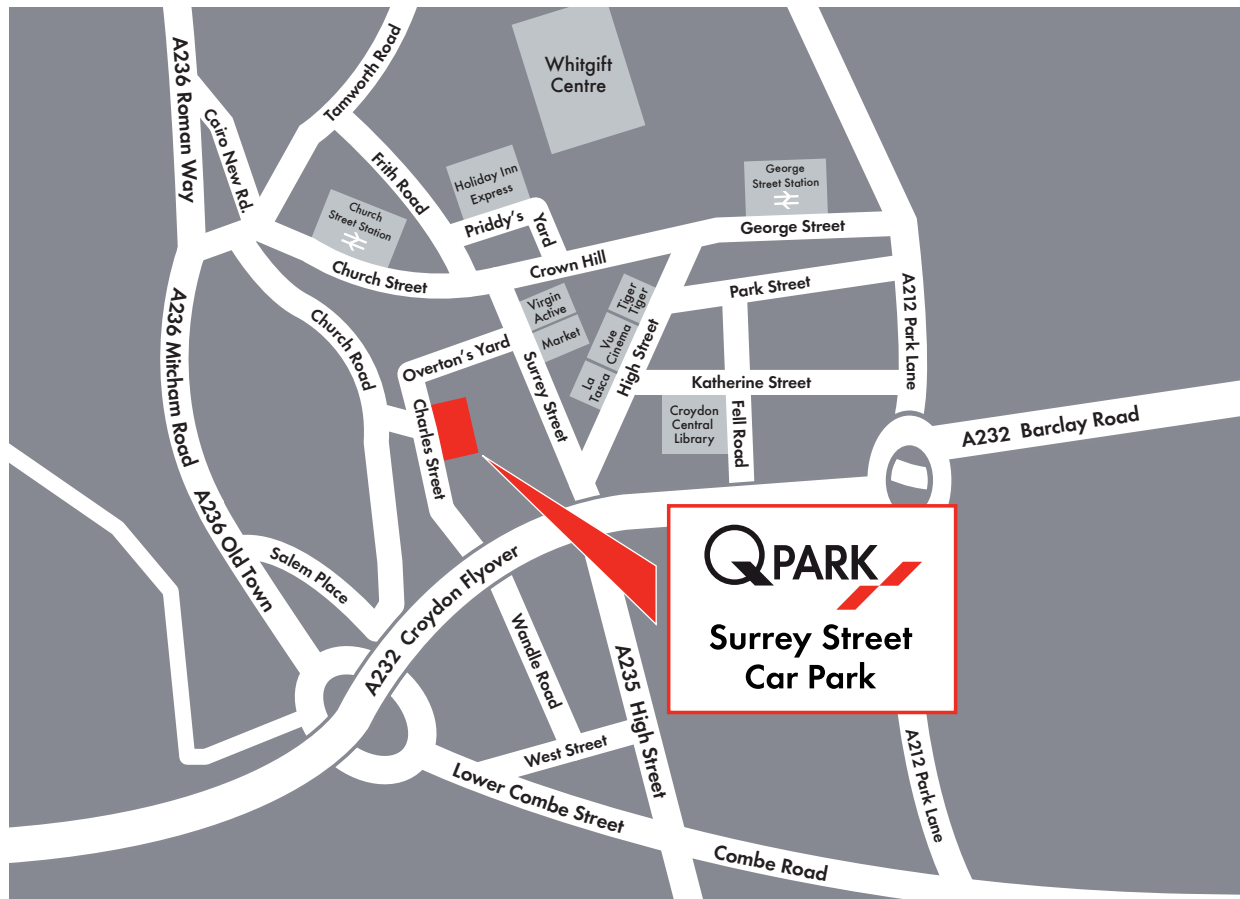 A236 Roman Way
Cairo New Rd.
Tamworth Road
Whitgift
Centre
Frith Road
Holiday Inn
Express
Priddy's
Yard
George
Street Station
Church
Street Station
George Street
Crown Hill
Church Street
Park Street
A212 Park Lane
A236 Mitcham Road
Church Road
Virgin
Active
Market
Tiger
Tiger
Vue
Cinema
La
Tasca
High Street
Overton's Yard
Surrey Street
Katherine Street
Charles Street
Croydon
Central
Library
Fell Road
A232 Barclay Road
A236 Old Town
Salem Place
A232 Croydon Flyover
Q PARK
Surrey Street
Car Park
Wandle Road
A235 High Street
West Street
Lower Combe Street
A212 Park Lane
Combe Road